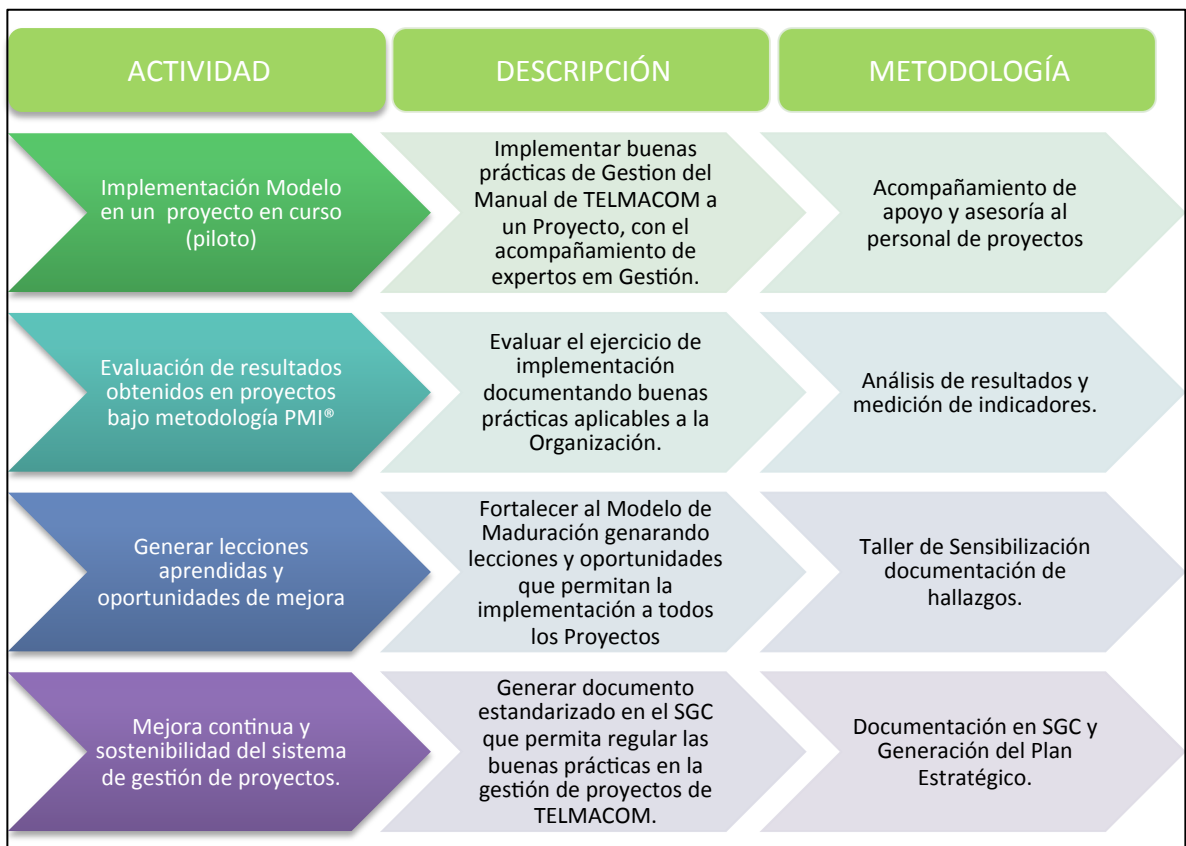 ACTIVIDAD
DESCRIPCIÓN
METODOLOGÍA
Implementación Modelo
en un proyecto en curso
(piloto)
Implementar buenas
prácticas de Gestion del
Manual de TELMACOM a
un Proyecto, con el
acompañamiento de
expertos em Gestión.
Acompañamiento de
apoyo y asesoría al
personal de proyectos
Evaluación de resultados
obtenidos en proyectos
bajo metodología PMI®
Evaluar el ejercicio de
implementación
documentando buenas
prácticas aplicables a la
Organización.
Análisis de resultados y
medición de indicadores.
Generar lecciones
aprendidas y
oportunidades de mejora
Fortalecer al Modelo de
Maduración genarando
lecciones y oportunidades
que permitan la
implementación a todos
los Proyectos
Taller de Sensibilización
documentación de
hallazgos.
Mejora continua y
sostenibilidad del sistema
de gestión de proyectos.
Generar documento
estandarizado en el SGC
que permita regular las
buenas prácticas en la
gestión de proyectos de
TELMACOM.
Documentación en SGC y
Generación del Plan
Estratégico.